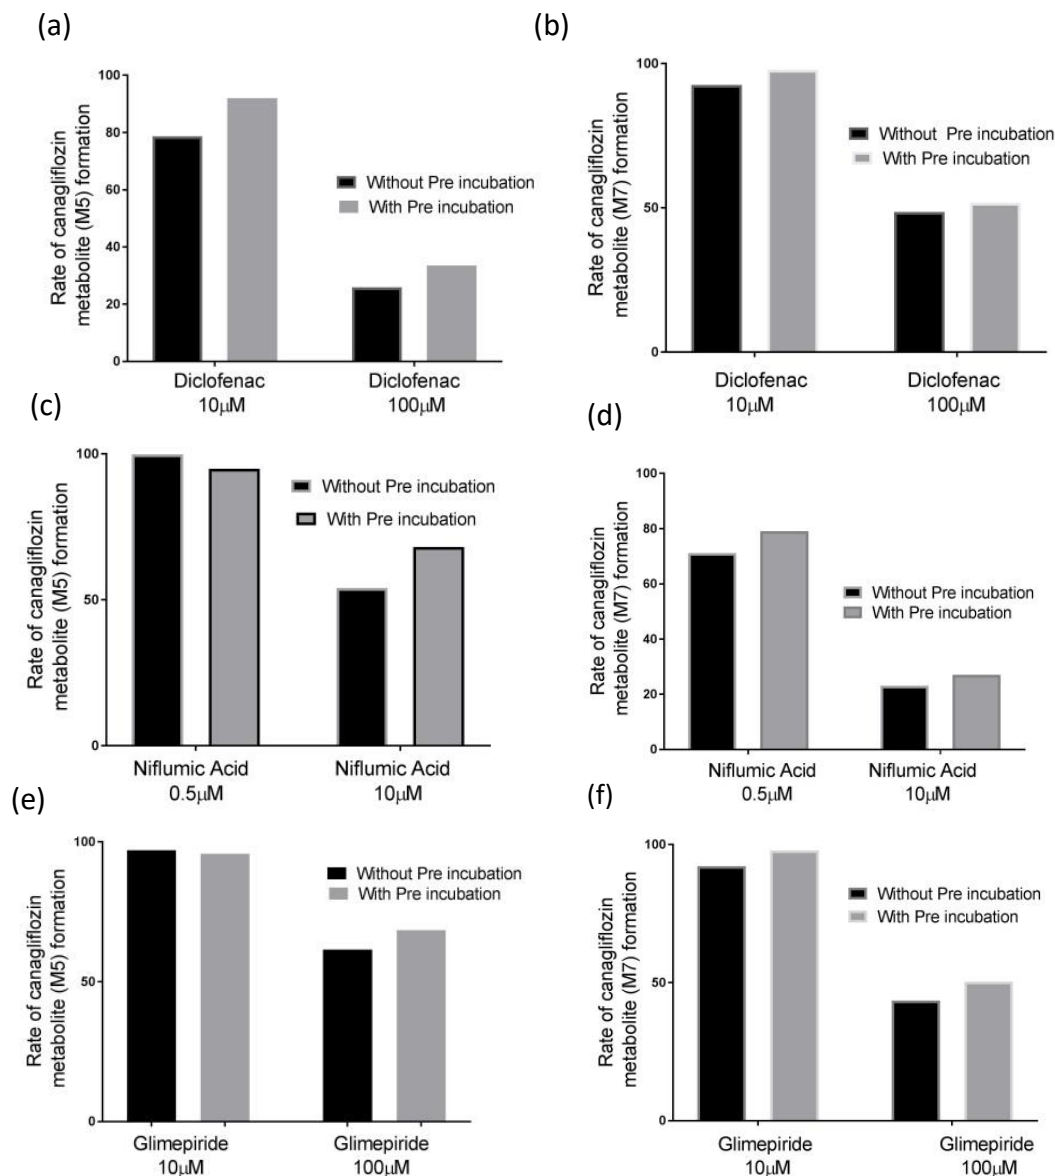 (a)
Rate of canagliflozin
metabolite (M5) formation
100
80
60
40
20
0
Without Pre incubation
With Pre incubation
Diclofenac
10μM
Diclofenac
100μM
(b)
Rate of canagliflozin
metabolite (M7) formation
100
50
0
Without  Pre incubation
With Pre incubation
Diclofenac
10μM
Diclofenac
100μM
(c)
Rate of canagliflozin
metabolite (M5) formation
100
50
0
Without Pre incubation
With Pre incubation
Niflumic Acid
0.5μM
Niflumic Acid
10μM
(d)
Rate of canagliflozin
metabolite (M7) formation
100
80
60
40
20
0
Without Pre incubation
With Pre incubation
Niflumic Acid
0.5μM
Niflumic Acid
10μM
(e)
Rate of canagliflozin
metabolite (M5) formation
100
50
0
Without Pre incubation
With Pre incubation
Glimepiride
10μM
Glimepiride
100μM
(f)
Rate of canagliflozin
metabolite (M7) formation
100
50
0
Without Pre incubation
With Pre incubation
Glimepiride
10μM
Glimepiride
100μM